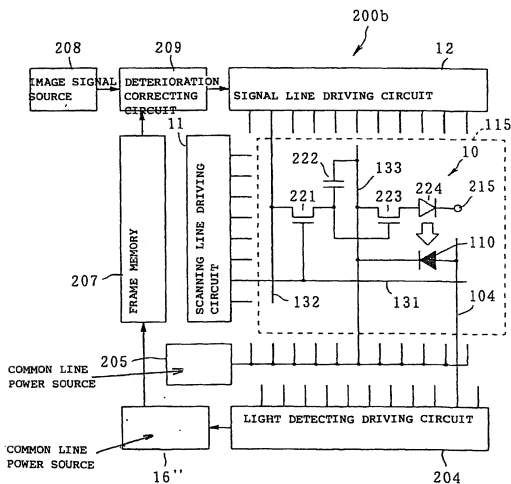 200b
208
209
12
IMAGE SIGNAL
SOURCE
DETERIORATION
CORRECTING
CIRCUIT
SIGNAL LINE DRIVING CIRCUIT
11
115
222
133
10
221
223
224
215
110
FRAME MEMORY
207
SCANNING LINE DRIVING
CIRCUIT
132
131
104
205
COMMON LINE
POWER SOURCE
LIGHT DETECTING DRIVING CIRCUIT
COMMON LINE
POWER SOURCE
16''
204